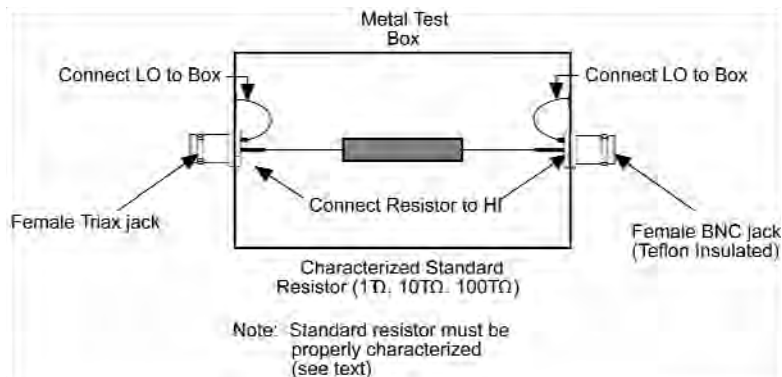 Metal Test
Box
Connect LO to Box
Connect LO to Box
Connect Resistor to HI
Female Triax jack
Female BNC jack
(Teflon Insulated)
Characterized Standard
Resistor (1TΩ, 10TΩ, 100TΩ)
Note: Standard resistor must be
properly characterized
(see text)